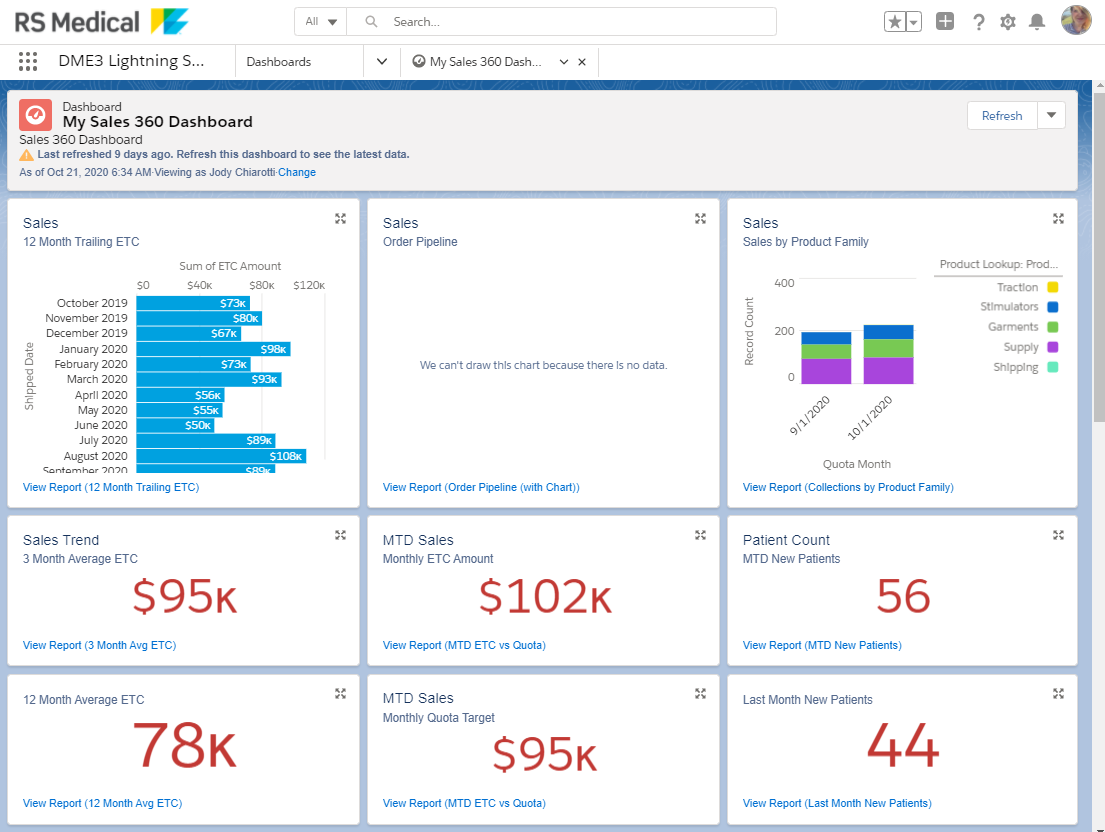 RS Medical
All
Search...
DME3 Lightning S...
Dashboards
My Sales 360 Dash...
Dashboard
My Sales 360 Dashboard
Sales 360 Dashboard
Last refreshed 9 days ago. Refresh this dashboard to see the latest data.
As of Oct 21, 2020 6:34 AM·Viewing as Jody Chiarotti·Change
Refresh
Sales
12 Month Trailing ETC
Sum of ETC Amount
$0 $40K $80K $120K
Shipped Date
October 2019 $73K
November 2019 $80K
December 2019 $67K
January 2020 $98K
February 2020 $73K
March 2020 $93K
April 2020 $56K
May 2020 $55K
June 2020 $50K
July 2020 $89K
August 2020 $108K
September 2020 $89K
View Report (12 Month Trailing ETC)
Sales
Order Pipeline
We can't draw this chart because there is no data.
View Report (Order Pipeline (with Chart))
Sales
Sales by Product Family
Record Count
400
200
0
9/1/2020
10/1/2020
Quota Month
Product Lookup: Prod...
Traction
Stimulators
Garments
Supply
Shipping
View Report (Collections by Product Family)
Sales Trend
3 Month Average ETC
$95K
View Report (3 Month Avg ETC)
MTD Sales
Monthly ETC Amount
$102K
View Report (MTD ETC vs Quota)
Patient Count
MTD New Patients
56
View Report (MTD New Patients)
12 Month Average ETC
78K
View Report (12 Month Avg ETC)
MTD Sales
Monthly Quota Target
$95K
View Report (MTD ETC vs Quota)
Last Month New Patients
44
View Report (Last Month New Patients)